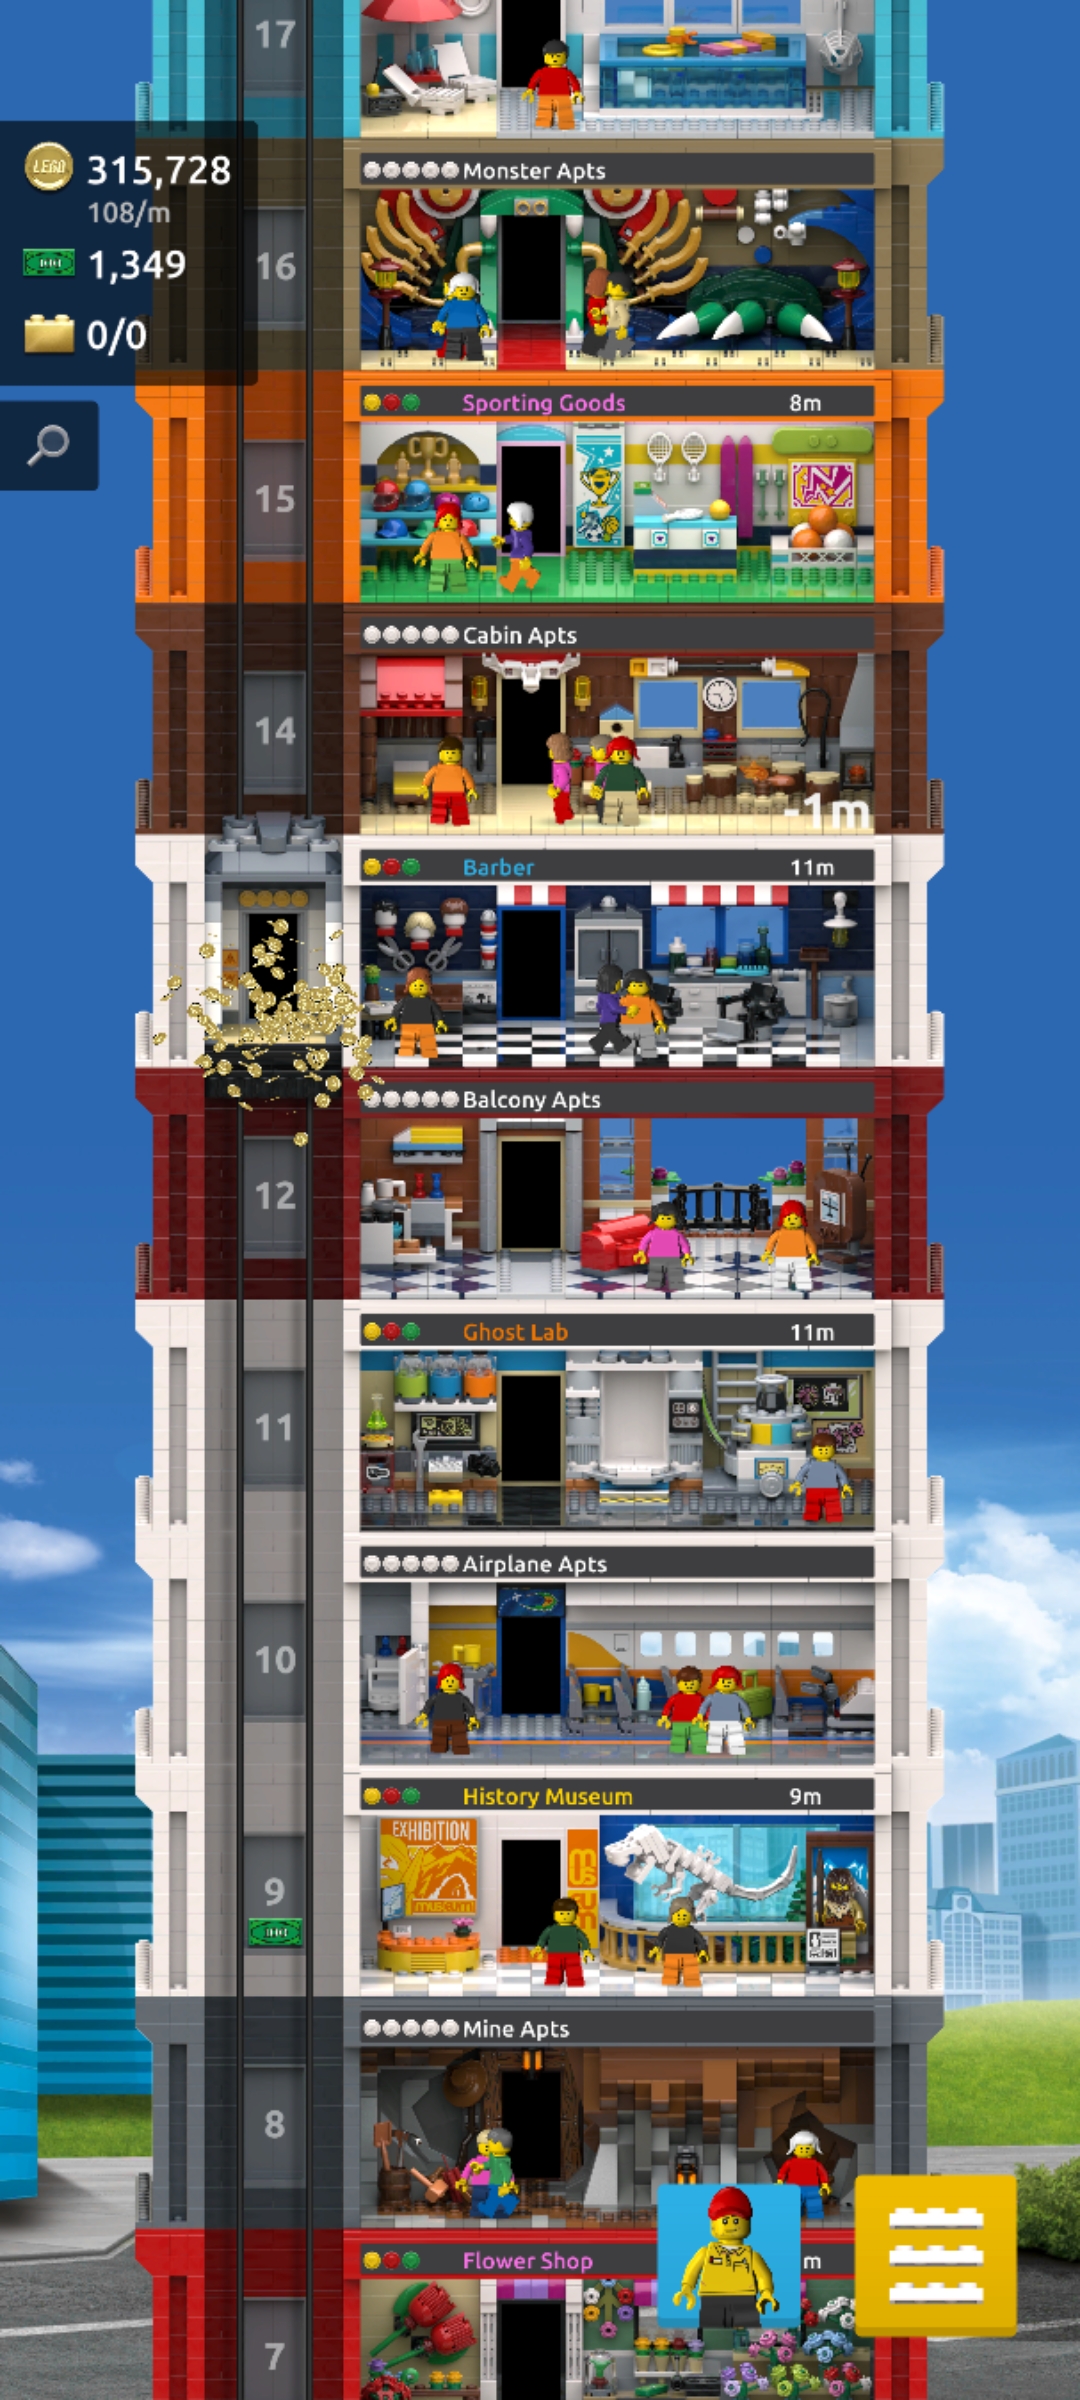 17
LEGO 315,728
108/m
1,349
0/0
Monster Apts
16
Sporting Goods 8m
N
15
Cabin Apts
14
-1m
Barber 11m
Balcony Apts
12
Ghost Lab 11m
11
Airplane Apts
10
History Museum 9m
EXHIBITION
museum
9
Mine Apts
8
Flower Shop m
7